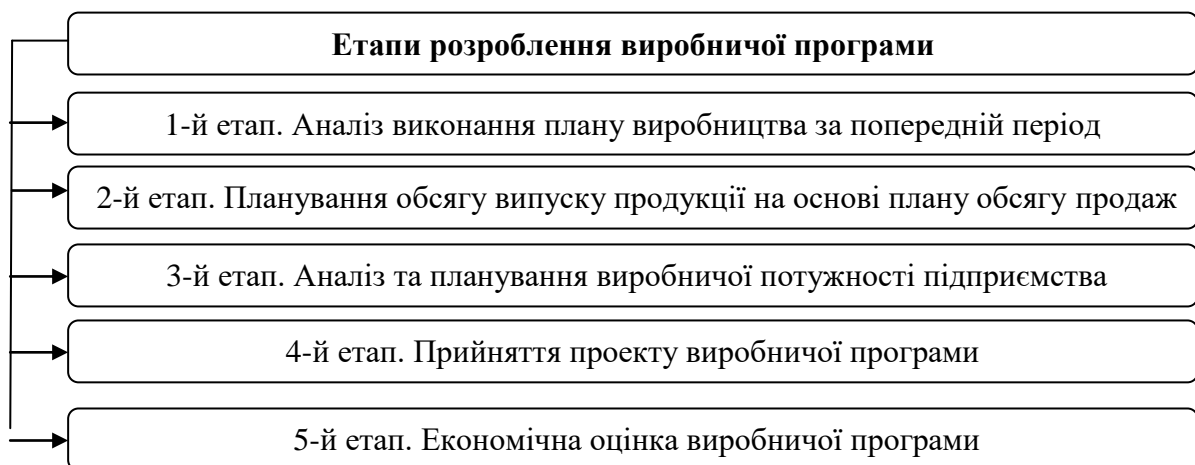 Етапи розроблення виробничої програми
1-й етап. Аналіз виконання плану виробництва за попередній період
2-й етап. Планування обсягу випуску продукції на основі плану обсягу продаж
3-й етап. Аналіз та планування виробничої потужності підприємства
4-й етап. Прийняття проекту виробничої програми
5-й етап. Економічна оцінка виробничої програми